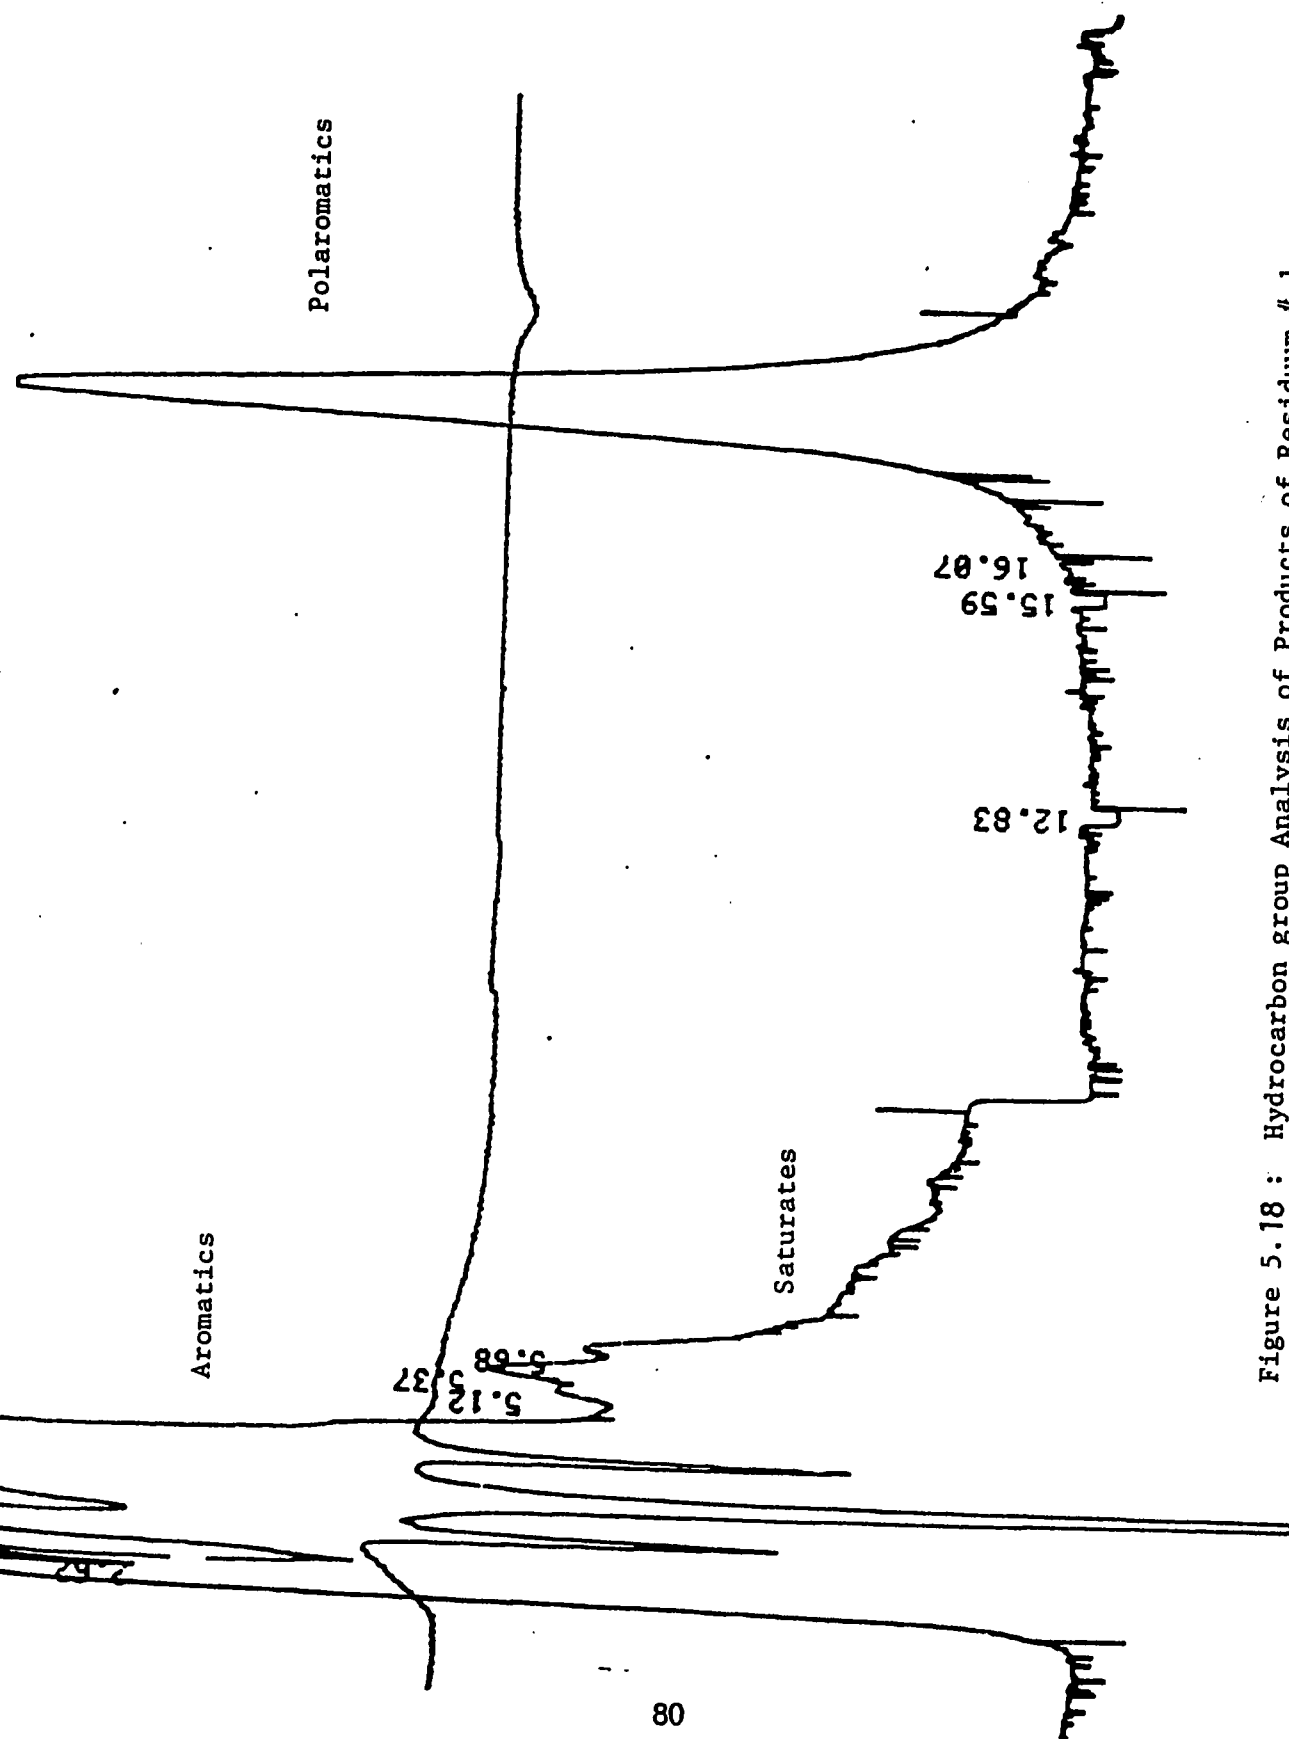 Polaromatics
Aromatics
Saturates
16.07
15.59
12.83
5.68
5.37
5.12
Figure 5.18 : Hydrocarbon group Analysis of Products of Residuum # 1
80